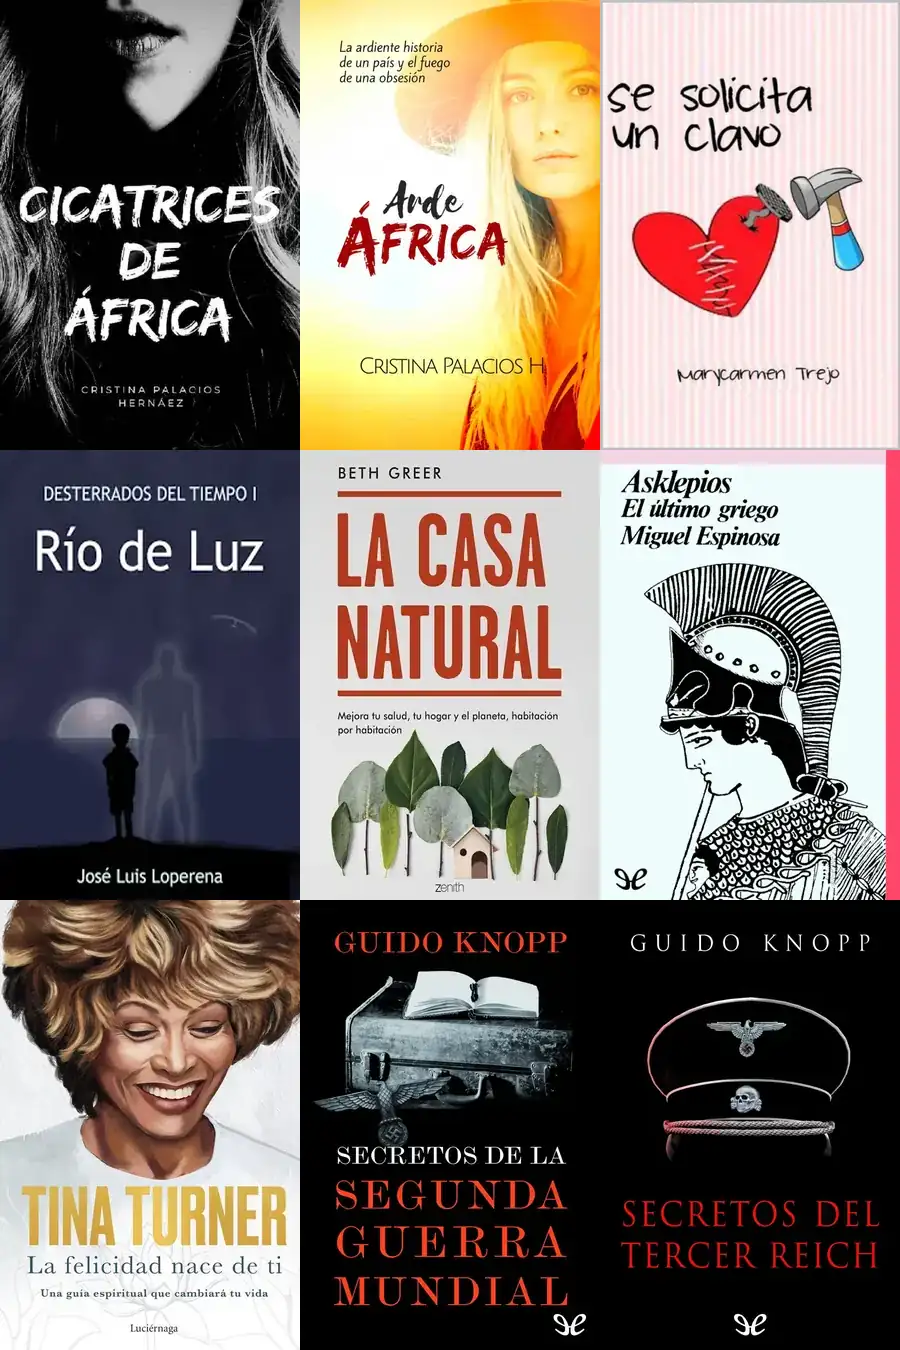 CICATRICES
DE
ÁFRICA
CRISTINA PALACIOS
HERNÁEZ
La ardiente historia
de un país y el fuego
de una obsesión
Arde
ÁFRICA
CRISTINA PALACIOS H.
se solicita
un clavo
Marycarmen Trejo
DESTERRADOS DEL TIEMPO I
Río de Luz
José Luis Loperena
BETH GREER
LA CASA
NATURAL
Mejora tu salud, tu hogar y el planeta, habitación
por habitación
zenith
Asklepios
El último griego
Miguel Espinosa
TINA TURNER
La felicidad nace de ti
Una guía espiritual que cambiará tu vida
Luciérnaga
GUIDO KNOPP
SECRETOS DE LA
SEGUNDA
GUERRA
MUNDIAL
GUIDO KNOPP
SECRETOS DEL
TERCER REICH